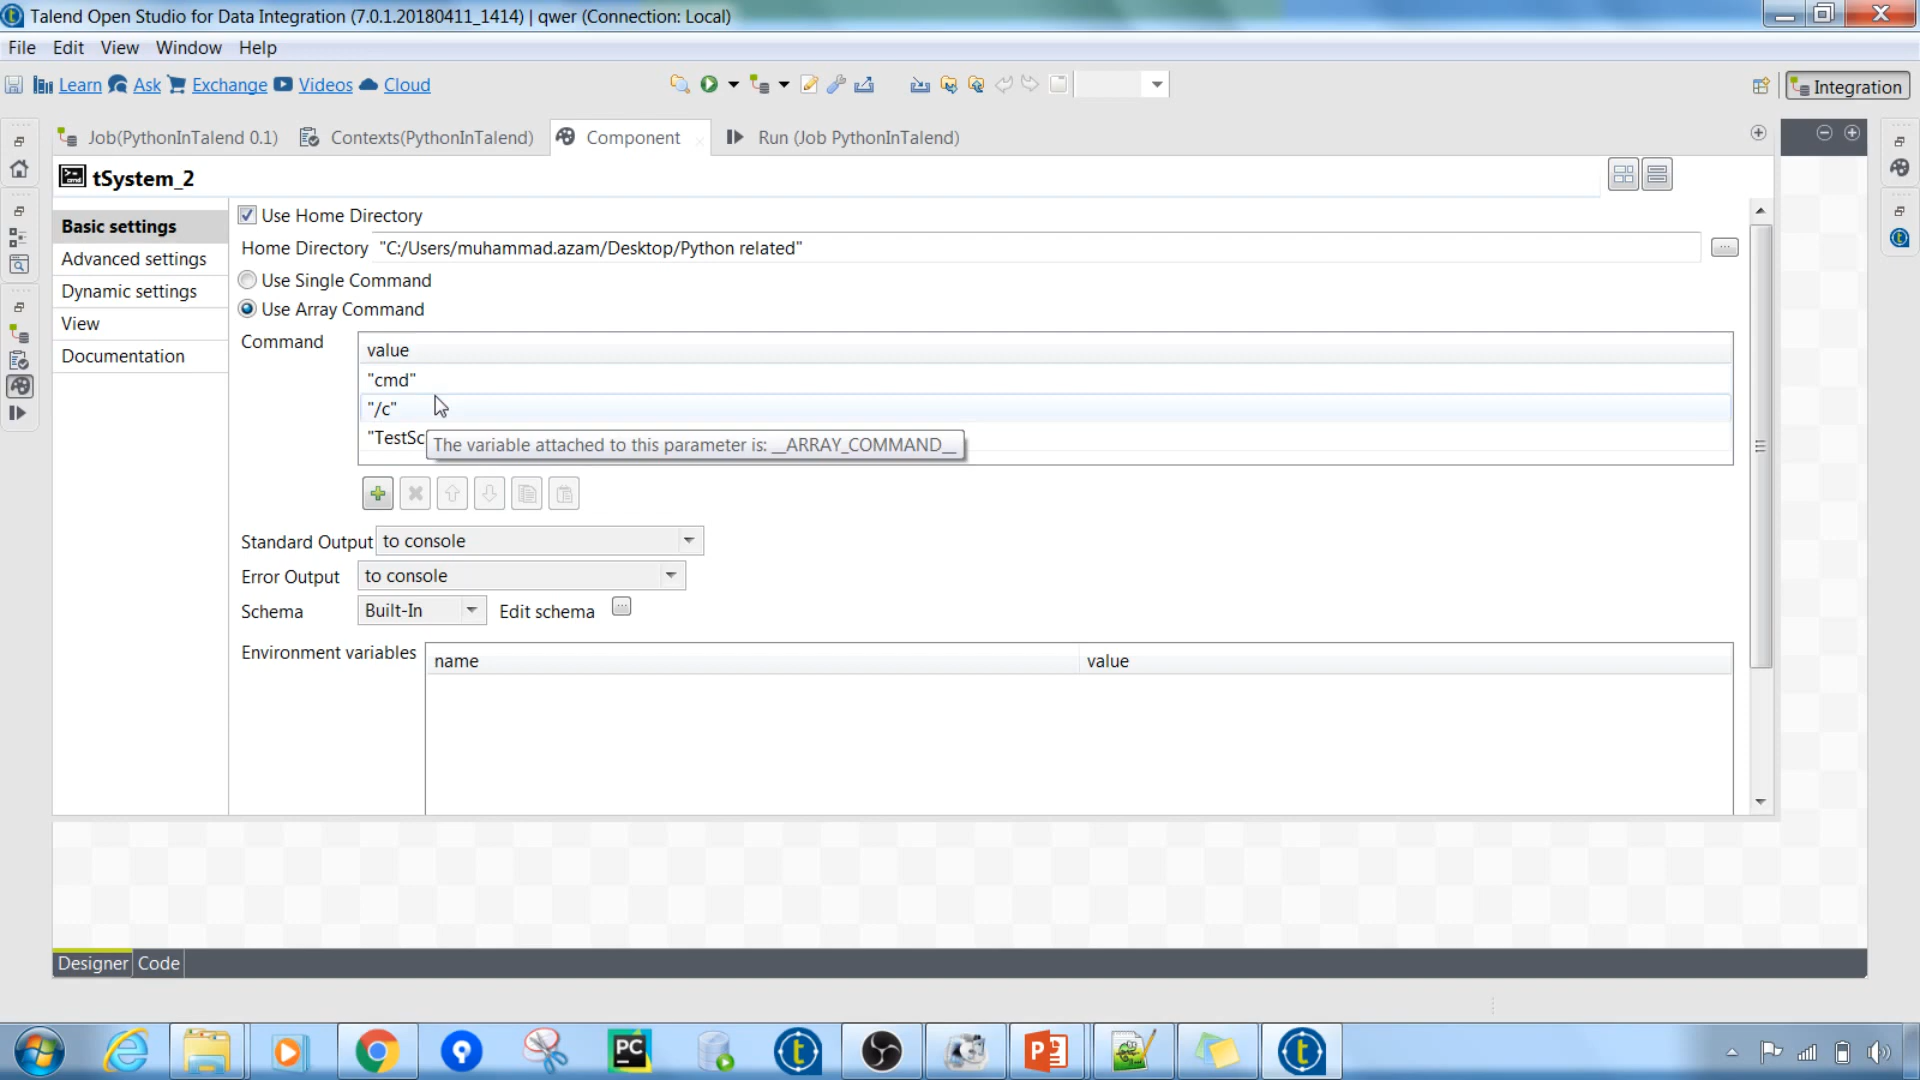 Talend Open Studio for Data Integration (7.0.1.20180411_1414) | qwer (Connection: Local)
File Edit View Window Help
Learn Ask Exchange Videos Cloud
Integration
Job(PythonInTalend 0.1) Contexts(PythonInTalend) Component Run (Job PythonInTalend)
tSystem_2
Basic settings
Advanced settings
Dynamic settings
View
Documentation
Use Home Directory
Home Directory "C:/Users/muhammad.azam/Desktop/Python related"
Use Single Command
Use Array Command
Command
value
"cmd"
"/c"
"TestSc
The variable attached to this parameter is: __ARRAY_COMMAND__
Standard Output to console
Error Output to console
Schema Built-In Edit schema
Environment variables
name value
Designer Code
PC